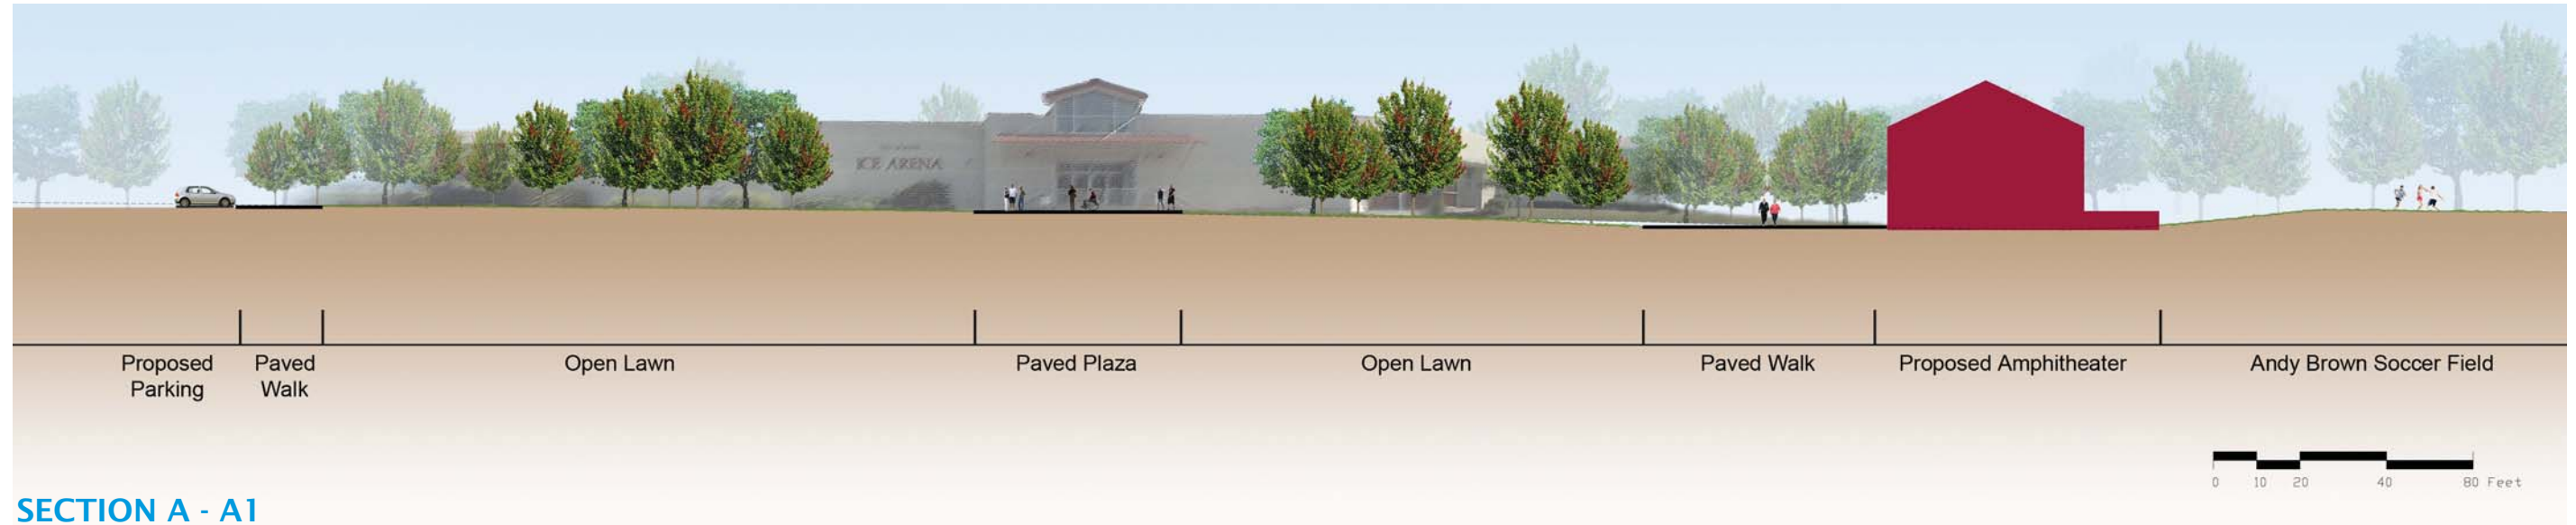 ICE ARENA
Proposed
Parking
Paved
Walk
Open Lawn
Paved Plaza
Open Lawn
Paved Walk
Proposed Amphitheater
Andy Brown Soccer Field
0 10 20 40 80 Feet
SECTION A - A1